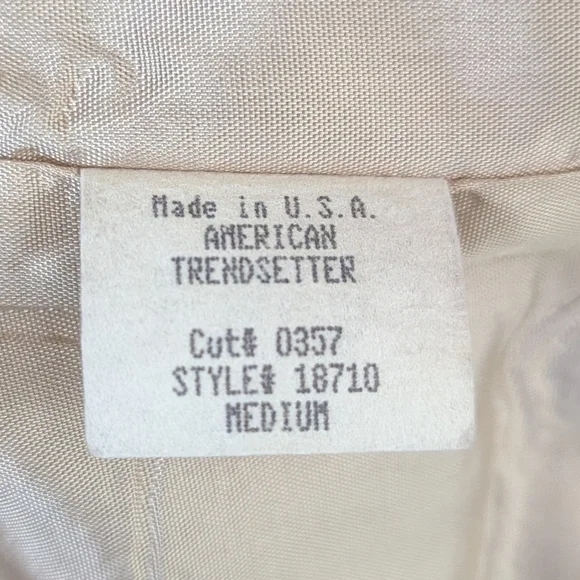 Made in U.S.A.
AMERICAN
TRENDSETTER
Cut# 0357
STYLE# 18710
MEDIUM